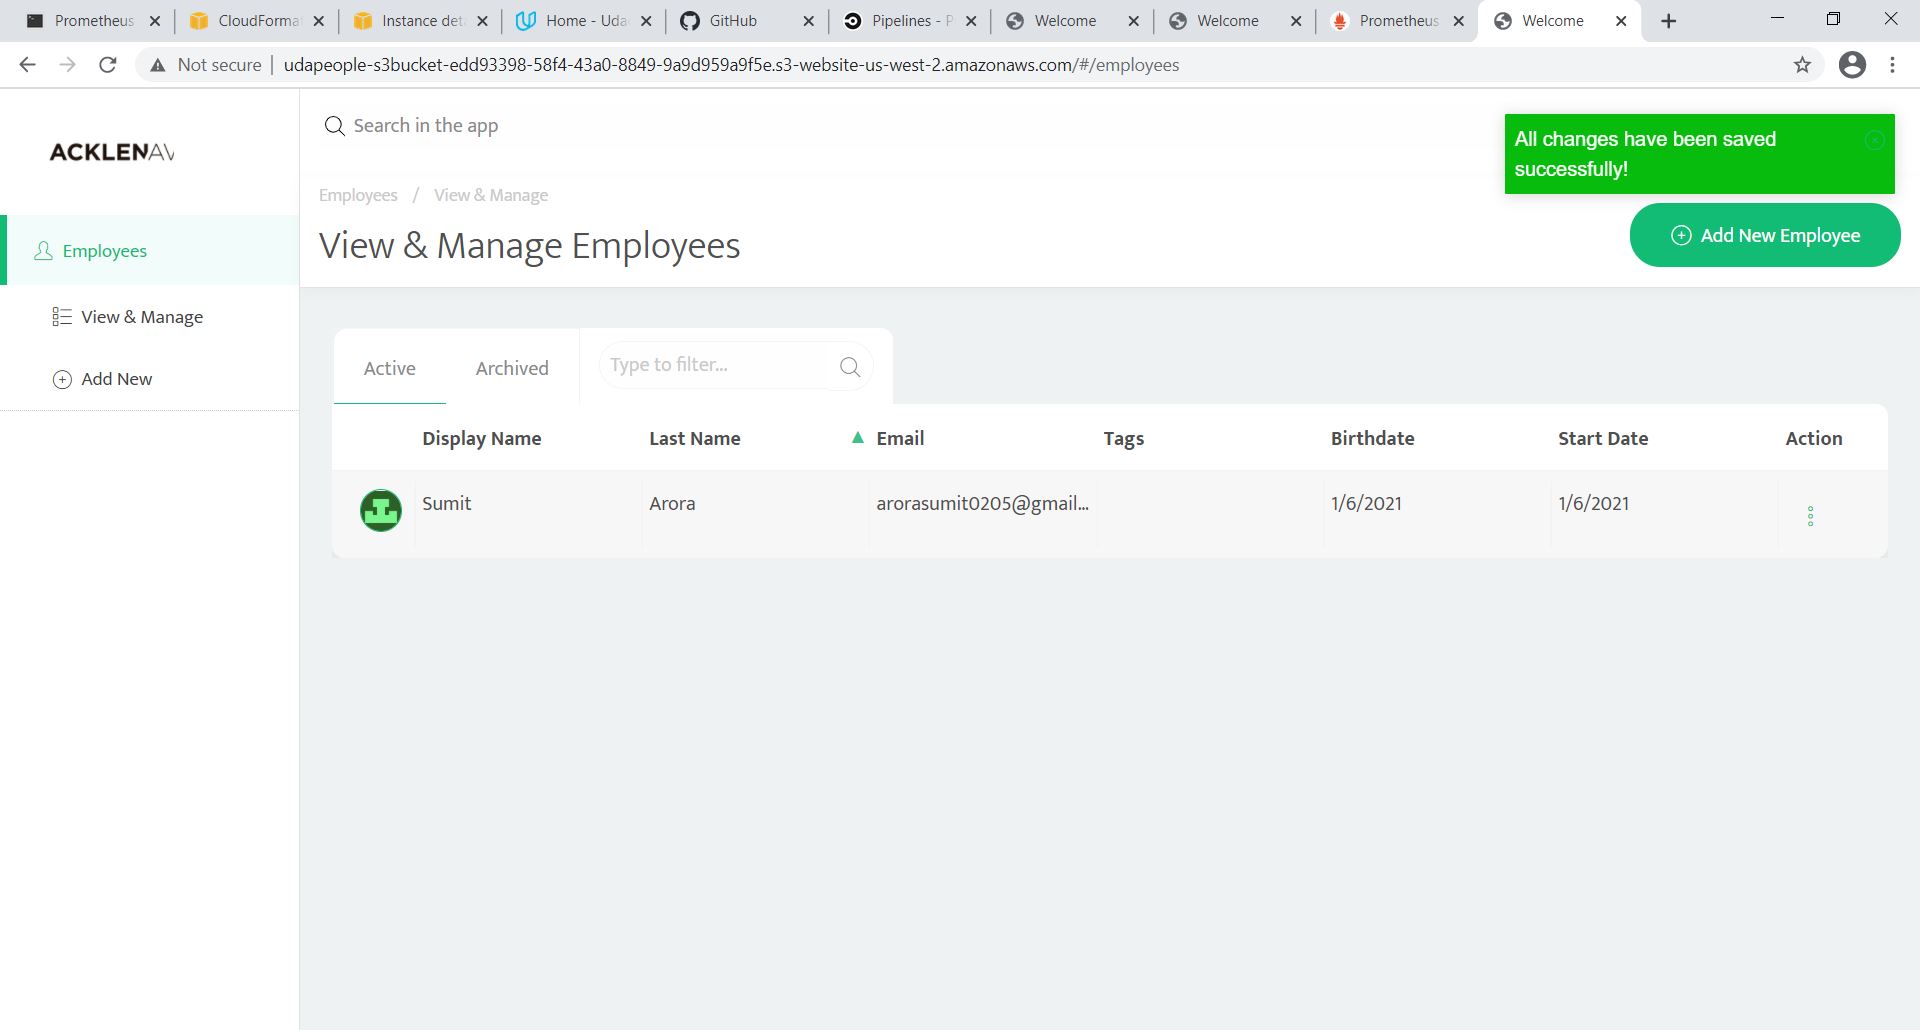 Prometheus
CloudForma
Instance det
Home - Uda
GitHub
Pipelines - P
Welcome
Welcome
Prometheus
Welcome
Not secure
udapeople-s3bucket-edd93398-58f4-43a0-8849-9a9d959a9f5e.s3-website-us-west-2.amazonaws.com/#/employees
ACKLENAV
Search in the app
All changes have been saved
successfully!
Employees / View & Manage
View & Manage Employees
Add New Employee
Employees
View & Manage
Add New
Active
Archived
Type to filter...
Display Name Last Name Email Tags Birthdate Start Date Action
Sumit Arora arorasumit0205@gmail... 1/6/2021 1/6/2021